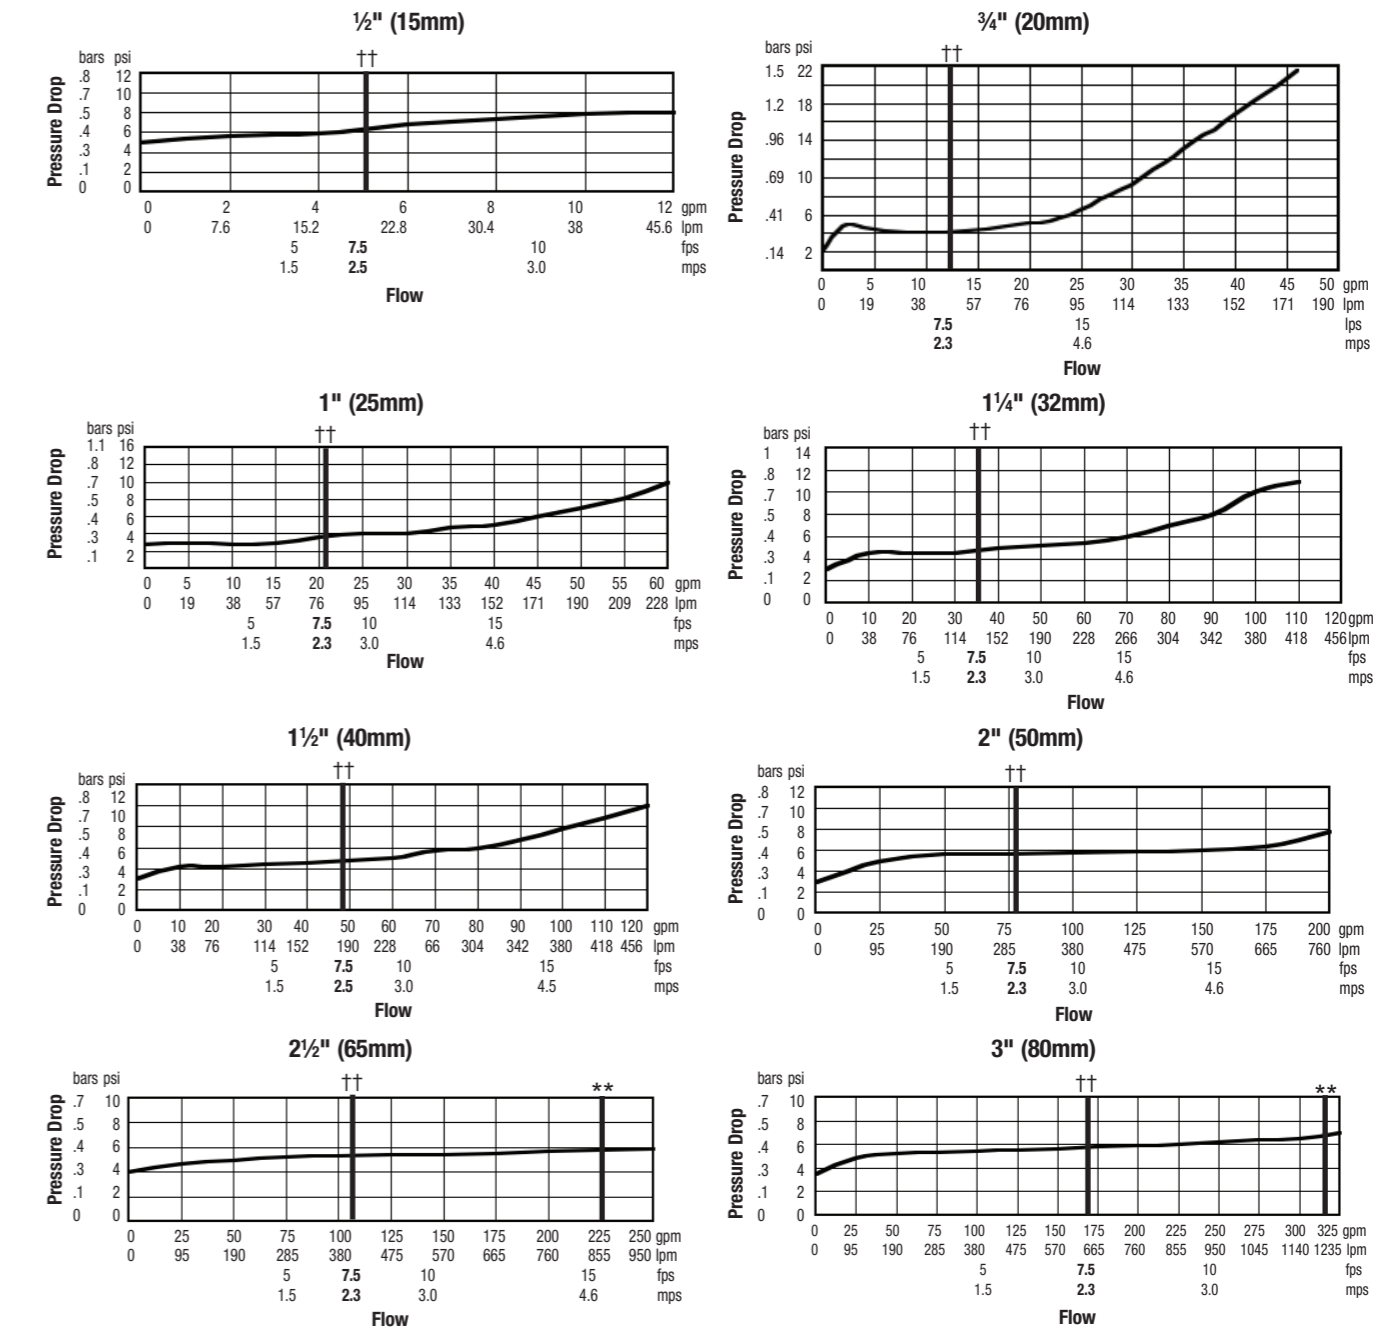 ½" (15mm)
bars psi
††
Pressure Drop
.8 12
.7 10
.5 8
.4 6
.3 4
.1 2
0 0
0 2 4 6 8 10 12 gpm
0 7.6 15.2 22.8 30.4 38 45.6 lpm
5 7.5 10 fps
1.5 2.5 3.0 mps
Flow
¾" (20mm)
bars psi
††
Pressure Drop
1.5 22
1.2 18
.96 14
.69 10
.41 6
.14 2
0 5 10 15 20 25 30 35 40 45 50 gpm
0 19 38 57 76 95 114 133 152 171 190 lpm
7.5 15 lps
2.3 4.6 mps
Flow
1" (25mm)
bars psi
††
Pressure Drop
1.1 16
.8 12
.7 10
.5 8
.4 6
.3 4
.1 2
0 5 10 15 20 25 30 35 40 45 50 55 60 gpm
0 19 38 57 76 95 114 133 152 171 190 209 228 lpm
5 7.5 10 15 fps
1.5 2.3 3.0 4.6 mps
Flow
1¼" (32mm)
bars psi
††
Pressure Drop
1 14
.8 12
.7 10
.5 8
.4 6
.3 4
.1 2
0 0
0 10 20 30 40 50 60 70 80 90 100 110 120 gpm
0 38 76 114 152 190 228 266 304 342 380 418 456 lpm
5 7.5 10 15 fps
1.5 2.3 3.0 4.6 mps
Flow
1½" (40mm)
bars psi
††
Pressure Drop
.8 12
.7 10
.5 8
.4 6
.3 4
.1 2
0 0
0 10 20 30 40 50 60 70 80 90 100 110 120 gpm
0 38 76 114 152 190 228 66 304 342 380 418 456 lpm
5 7.5 10 15 fps
1.5 2.5 3.0 4.5 mps
Flow
2" (50mm)
bars psi
††
Pressure Drop
.8 12
.7 10
.5 8
.4 6
.3 4
.1 2
0 0
0 25 50 75 100 125 150 175 200 gpm
0 95 190 285 380 475 570 665 760 lpm
5 7.5 10 15 fps
1.5 2.3 3.0 4.6 mps
Flow
2½" (65mm)
bars psi
†† **
Pressure Drop
.7 10
.5 8
.4 6
.3 4
.1 2
0 0
0 25 50 75 100 125 150 175 200 225 250 gpm
0 95 190 285 380 475 570 665 760 855 950 lpm
5 7.5 10 15 fps
1.5 2.3 3.0 4.6 mps
Flow
3" (80mm)
bars psi
†† **
Pressure Drop
.7 10
.5 8
.4 6
.3 4
.1 2
0 0
0 25 50 75 100 125 150 175 200 225 250 275 300 325 gpm
0 95 190 285 380 475 570 665 760 855 950 1045 1140 1235 lpm
5 7.5 10 fps
1.5 2.3 3.0 mps
Flow